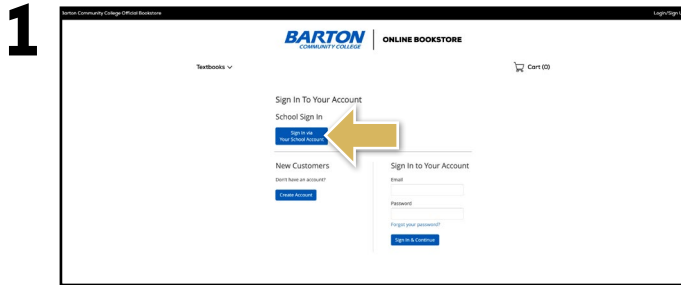 1
Barton Community College Official Bookstore
Login/Sign U
BARTON
COMMUNITY COLLEGE
ONLINE BOOKSTORE
Textbooks
Cart (0)
Sign In To Your Account
School Sign In
Sign In via
Your School Account
New Customers
Don't have an account?
Create Account
Sign In to Your Account
Email
Password
Forgot your password?
Sign In & Continue